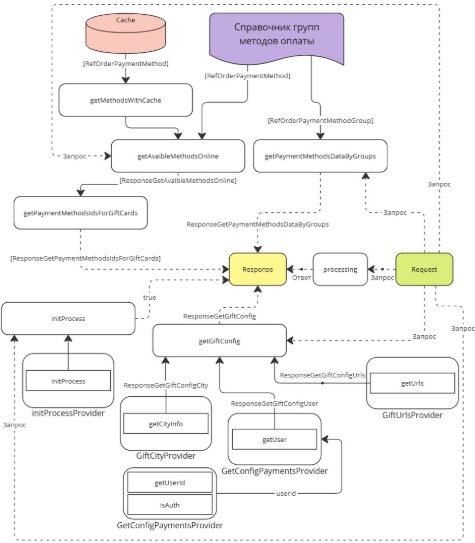 Cache
Справочник групп
методов оплаты
[RefOrderPaymentMethod]
[RefOrderPaymentMethod]
getMethodsWithCache
[RefOrderPaymentMethodGroup]
Запрос
getAvaibleMethodsOnline
getPaymentMethodsDataByGroups
[ResponseGetAvaibleMethodsOnline]
Запрос
getPaymentMethodsIdsForGiftCards
Запрос
ResponseGetPaymentMethodsDataByGroups
[ResponseGetPaymentMethodsIdsForGiftCards]
Response
processing
Request
Ответ
Запрос
true
initProcess
ResponseGetGiftConfig
getGiftConfig
Запрос
Запрос
initProcess
initProcessProvider
ResponseGetGiftConfigCity
ResponseGetGiftConfigUrls
getUrls
GiftUrlsProvider
ResponseGetGiftConfigUser
Запрос
getCityInfo
GiftCityProvider
getUser
GetConfigPaymentsProvider
getUserId
isAuth
userId
GetConfigPaymentsProvider